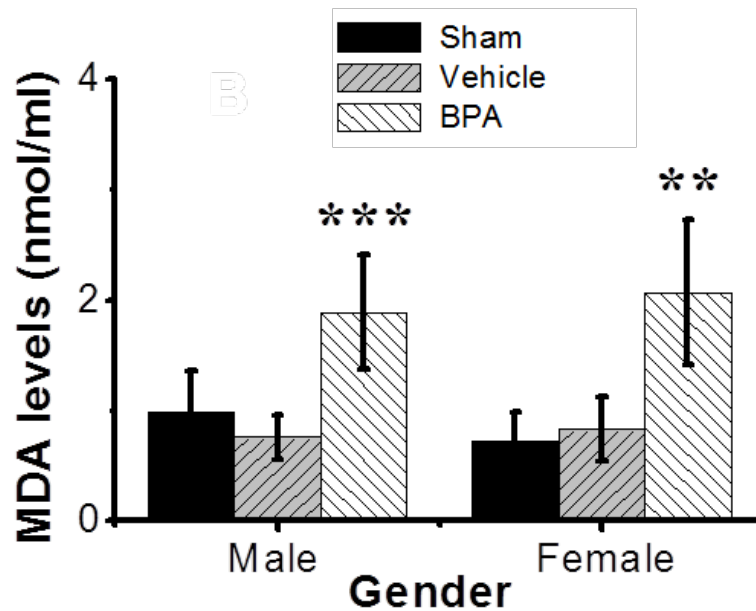 Sham
Vehicle
BPA
B
4
2
0
MDA levels (nmol/ml)
***
**
Male
Female
Gender